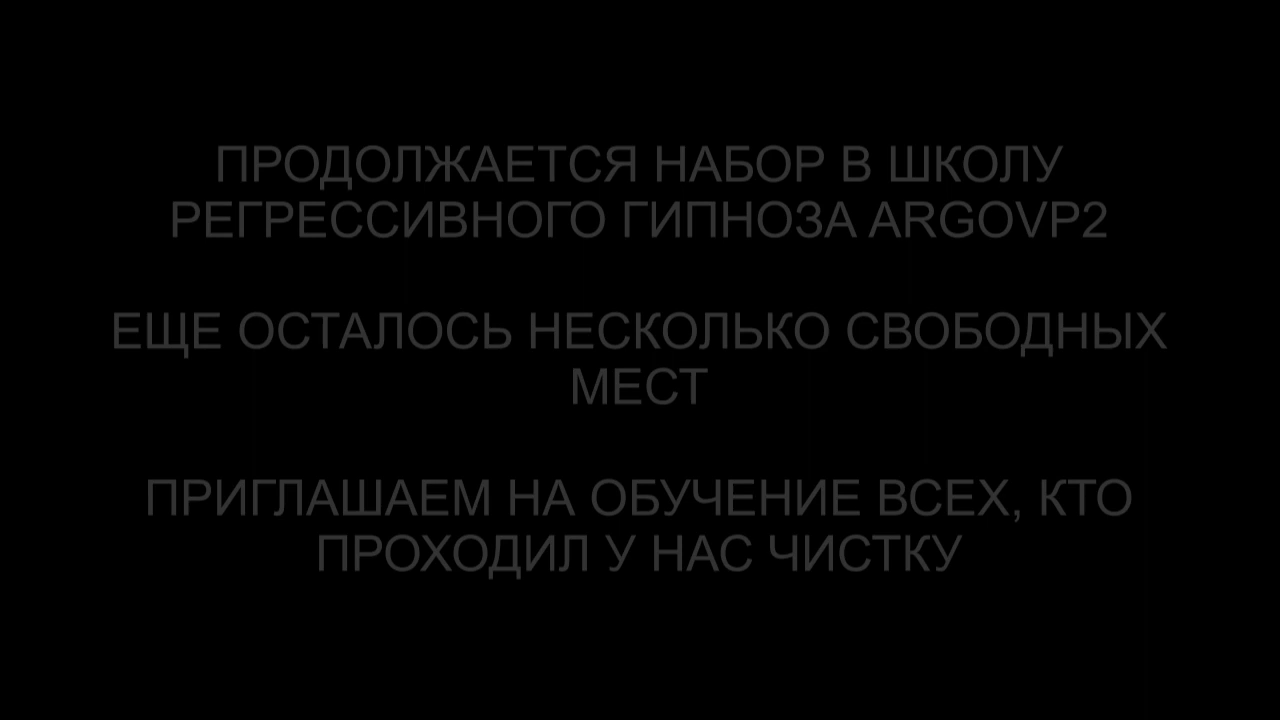 ПРОДОЛЖАЕТСЯ НАБОР В ШКОЛУ
РЕГРЕССИВНОГО ГИПНОЗА ARGOVP2
ЕЩЕ ОСТАЛОСЬ НЕСКОЛЬКО СВОБОДНЫХ
МЕСТ
ПРИГЛАШАЕМ НА ОБУЧЕНИЕ ВСЕХ, КТО
ПРОХОДИЛ У НАС ЧИСТКУ